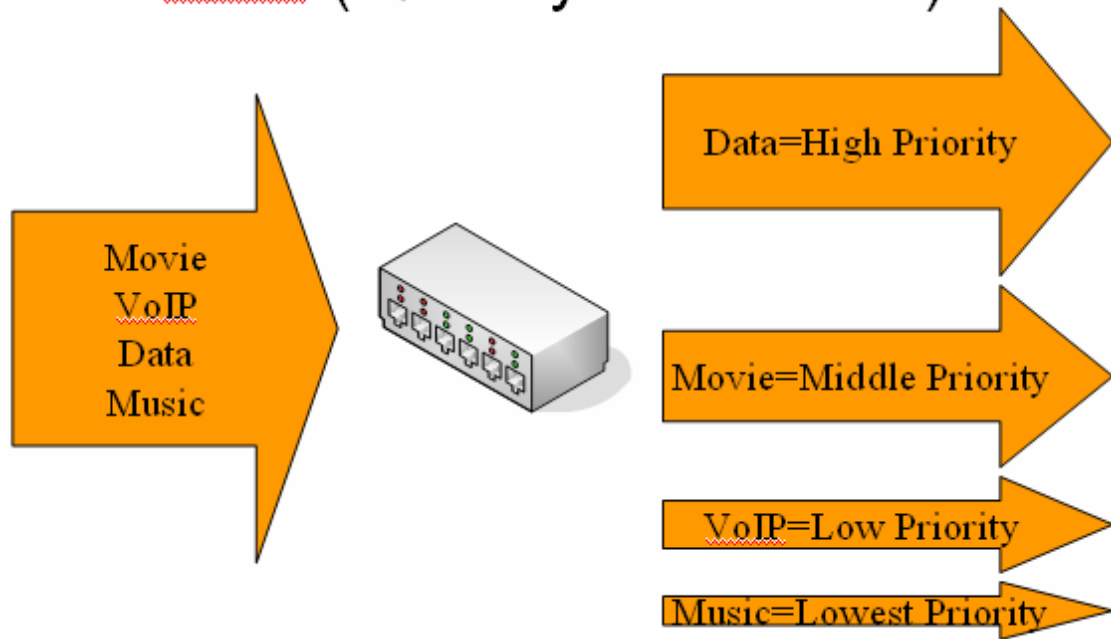 Movie
VoIP
Data
Music
Data=High Priority
Movie=Middle Priority
VoIP=Low Priority
Music=Lowest Priority